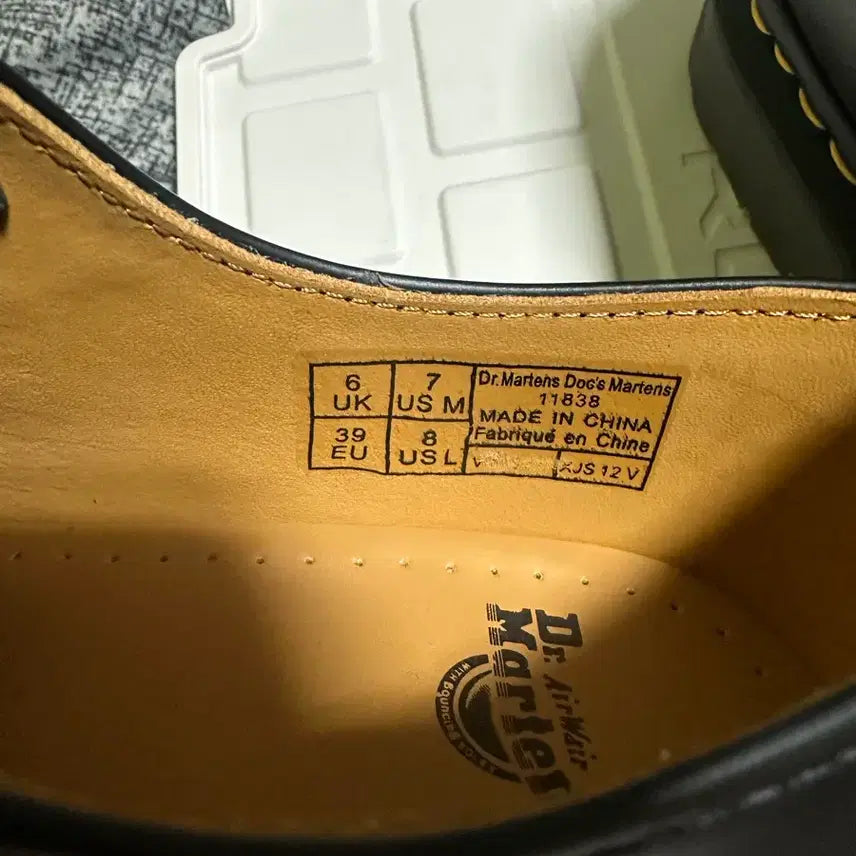 6
UK
7
US M
39
EU
8
US L
Dr.Martens Doc's Martens
11838
MADE IN CHINA
Fabriqué en Chine
V
XJS 12 V
Dr.
Martens
AirWair
WITH BOUNCING SOLES